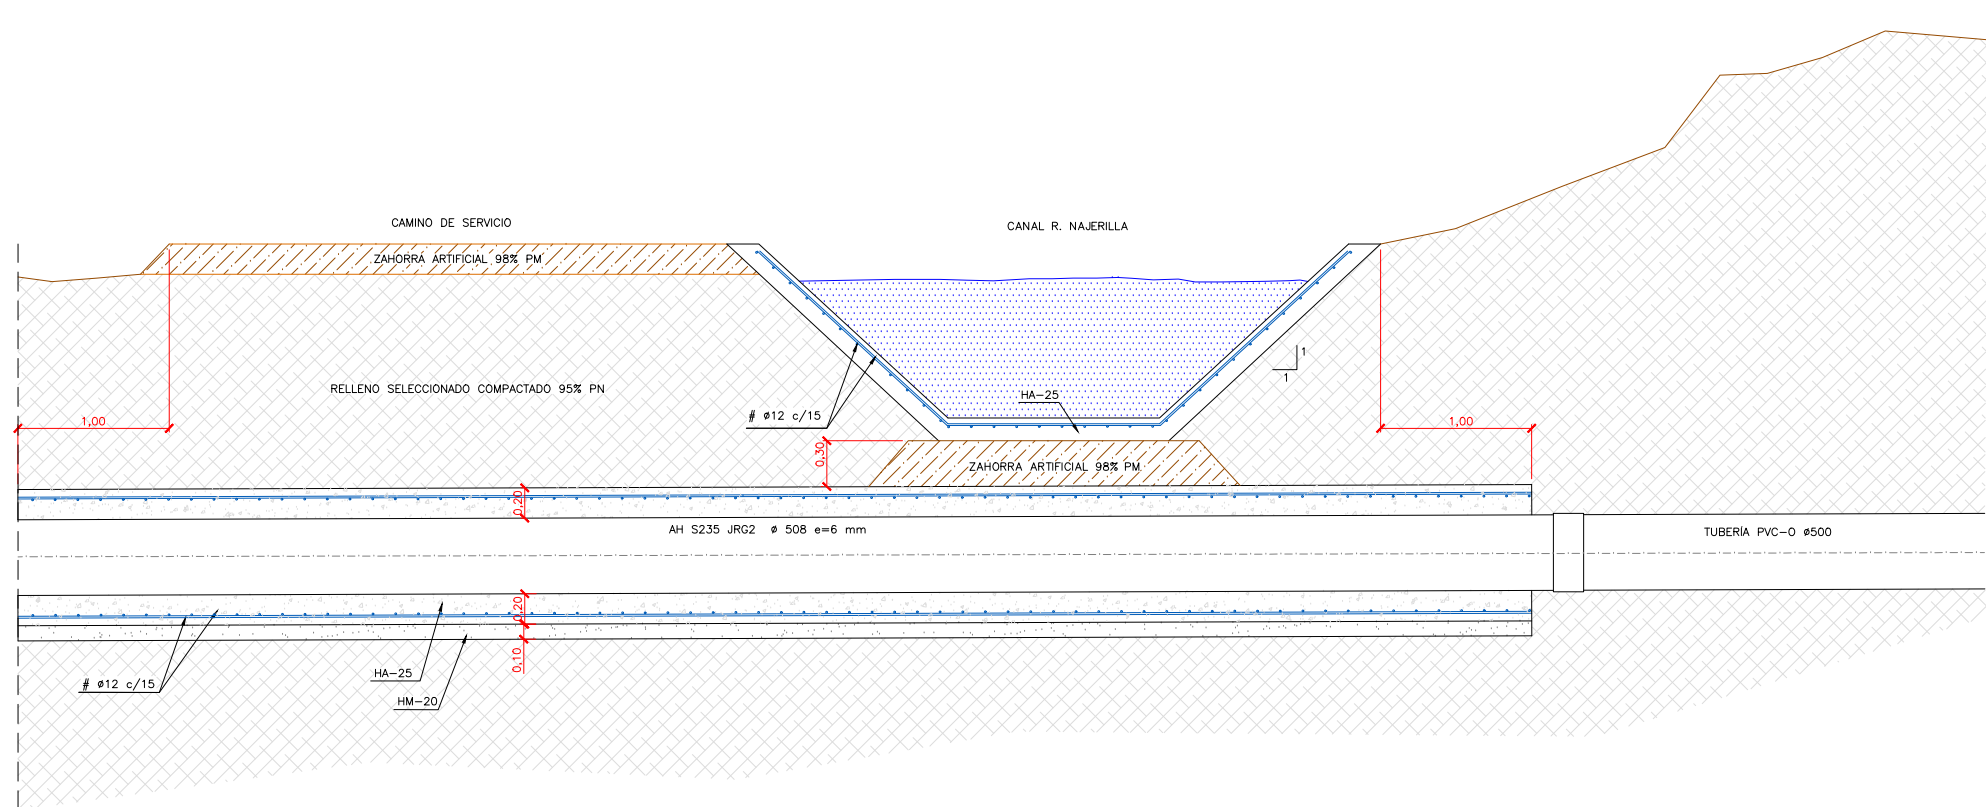 CAMINO DE SERVICIO
CANAL R. NAJERILLA
ZAHORRA ARTIFICIAL 98% PM
1
1
RELLENO SELECCIONADO COMPACTADO 95% PN
HA-25
# ø12 c/15
1,00
1,00
0,30
ZAHORRA ARTIFICIAL 98% PM
0,20
AH S235 JRG2 ø 508 e=6 mm
TUBERÍA PVC-O ø500
0,20
0,10
HA-25
# ø12 c/15
HM-20